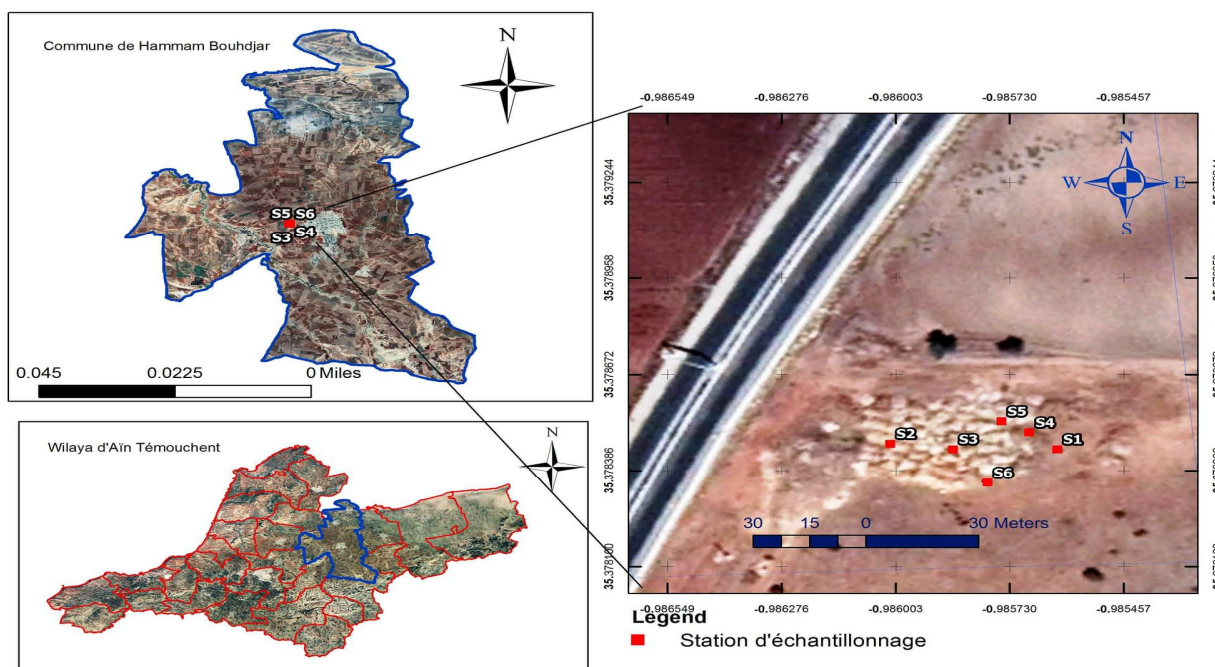 Commune de Hammam Bouhdjar
N
S5 S6
S3 S4
0.045 0.0225 0 Miles
Wilaya d'Aïn Témouchent
N
-0.986549 -0.986276 -0.986003 -0.985730 -0.985457
35.379244
35.378958
35.378672
35.378386
N
W E
S
S5
S4
S2 S3 S1
S6
30 15 0 30 Meters
-0.986549 -0.986276 -0.986003 -0.985730 -0.985457
Legend
Station d'échantillonnage